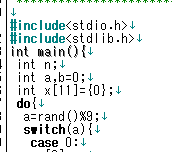 #include<stdio.h>↓
#include<stdlib.h>↓
int main(){↓
int n;↓
int a,b=0;↓
int x[11]={0};↓
do{↓
a=rand()%9;↓
switch(a){↓
case 0:↓